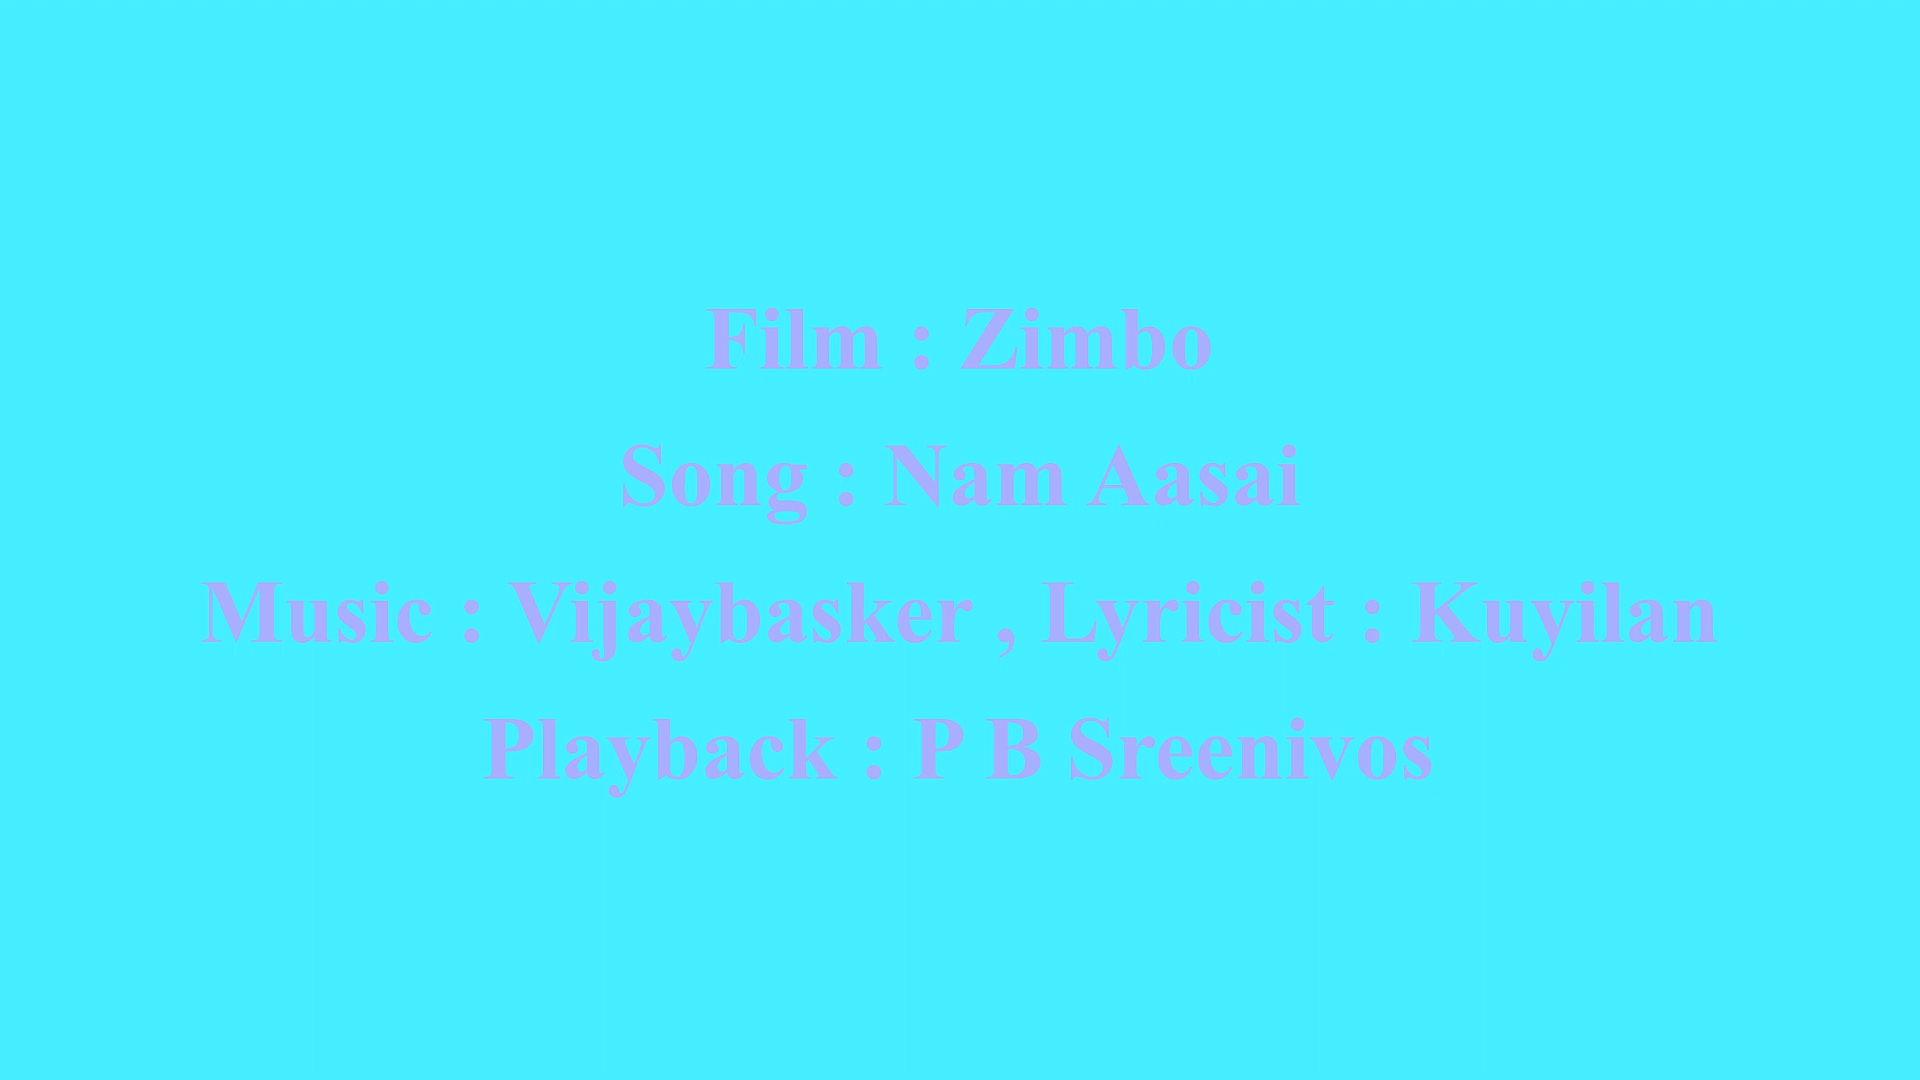 Film : Zimbo
Song : Nam Aasai
Music : Vijaybasker , Lyricist : Kuyilan
Playback : P B Sreenivos